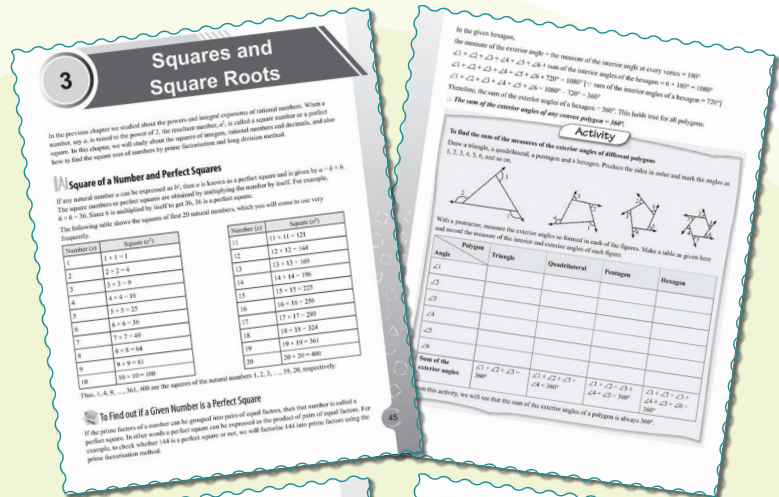 3
Squares and
Square Roots
In the previous chapter we studied about the powers and integral exponents of rational numbers. When a
number, say a, is raised to the power of 2, the resultant number, a², is called a square number or a perfect
square. In this chapter, we will study about the squares of integers, rational numbers and decimals, and also
how to find the square root of numbers by prime factorisation and long division method.
Square of a Number and Perfect Squares
If any natural number a can be expressed as b², then a is known as a perfect square and is given by a = b × b.
The square numbers or perfect squares are obtained by multiplying the number by itself. For example,
6 × 6 = 36. Since 6 is multiplied by itself to get 36, 36 is a perfect square.
The following table shows the squares of first 20 natural numbers, which you will come to use very
frequently.
Number (x) Square (x²)
1 1 × 1 = 1
2 2 × 2 = 4
3 3 × 3 = 9
4 4 × 4 = 16
5 5 × 5 = 25
6 6 × 6 = 36
7 7 × 7 = 49
8 8 × 8 = 64
9 9 × 9 = 81
10 10 × 10 = 100
Number (x) Square (x²)
11 11 × 11 = 121
12 12 × 12 = 144
13 13 × 13 = 169
14 14 × 14 = 196
15 15 × 15 = 225
16 16 × 16 = 256
17 17 × 17 = 289
18 18 × 18 = 324
19 19 × 19 = 361
20 20 × 20 = 400
Thus, 1, 4, 9, ..., 361, 400 are the squares of the natural numbers 1, 2, 3, ..., 19, 20, respectively.
To Find out if a Given Number is a Perfect Square
If the prime factors of a number can be grouped into pairs of equal factors, then that number is called a
perfect square. In other words a perfect square can be expressed as the product of pairs of equal factors. For
example, to check whether 144 is a perfect square or not, we will factorise 144 into prime factors using the
prime factorisation method.
45
In the given hexagon,
the measure of the exterior angle + the measure of the interior angle at every vertex = 180°
∠1 + ∠2 + ∠3 + ∠4 + ∠5 + ∠6 + sum of the interior angles of the hexagon = 6 × 180° = 1080°
∠1 + ∠2 + ∠3 + ∠4 + ∠5 + ∠6 + 720° = 1080° [∵ sum of the interior angles of a hexagon = 720°]
∠1 + ∠2 + ∠3 + ∠4 + ∠5 + ∠6 = 1080° − 720° = 360°
Therefore, the sum of the exterior angles of a hexagon = 360°. This holds true for all polygons.
∴ The sum of the exterior angles of any convex polygon = 360°.
Activity
To find the sum of the measures of the exterior angles of different polygons
Draw a triangle, a quadrilateral, a pentagon and a hexagon. Produce the sides in order and mark the angles as
1, 2, 3, 4, 5, 6, and so on.
With a protractor, measure the exterior angles so formed in each of the figures. Make a table as given here
and record the measure of the interior and exterior angles of each figure.
Polygon
Angle Triangle Quadrilateral Pentagon Hexagon
∠1
∠2
∠3
∠4
∠5
∠6
Sum of the
exterior angles
∠1 + ∠2 + ∠3 =
360°
∠1 + ∠2 + ∠3 +
∠4 = 360°
∠1 + ∠2 + ∠3 +
∠4 + ∠5 = 360°
∠1 + ∠2 + ∠3 +
∠4 + ∠5 + ∠6 =
360°
this activity, we will see that the sum of the exterior angles of a polygon is always 360°.